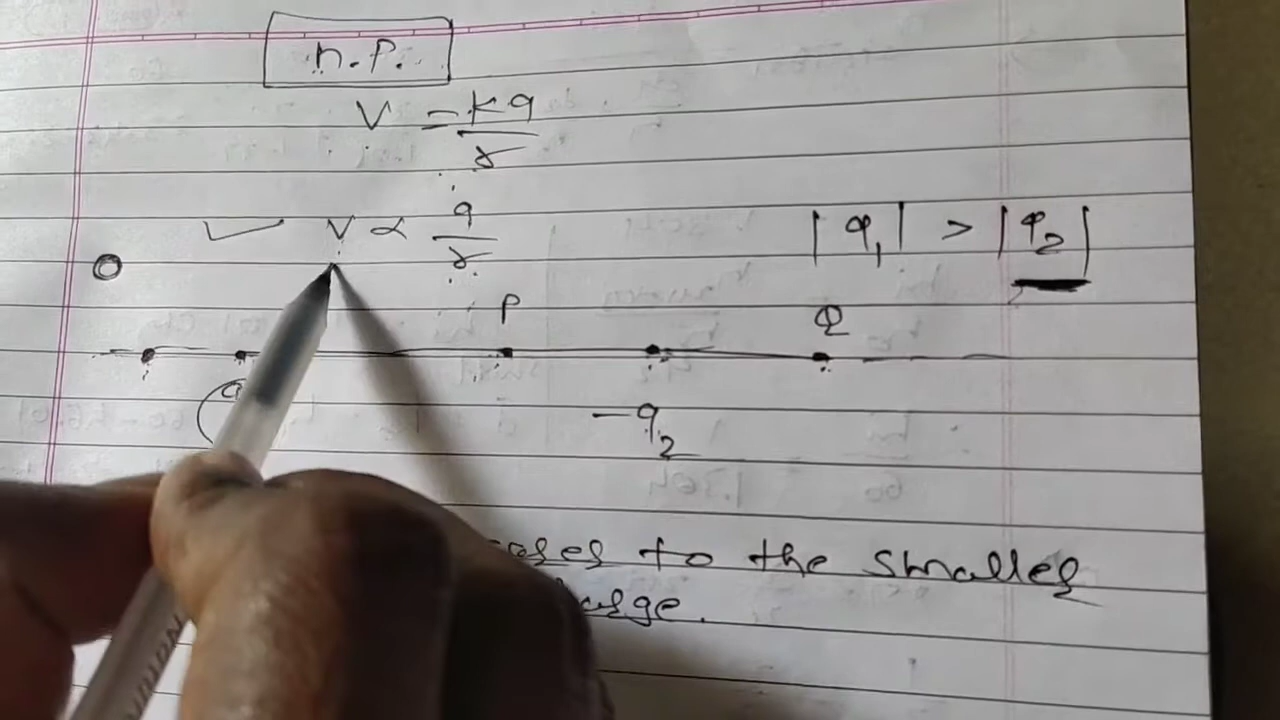 n.p.
V = kq
r
V ∝ q
r
|q₁| > |q₂|
O
P Q
q
-q₂
to the smaller